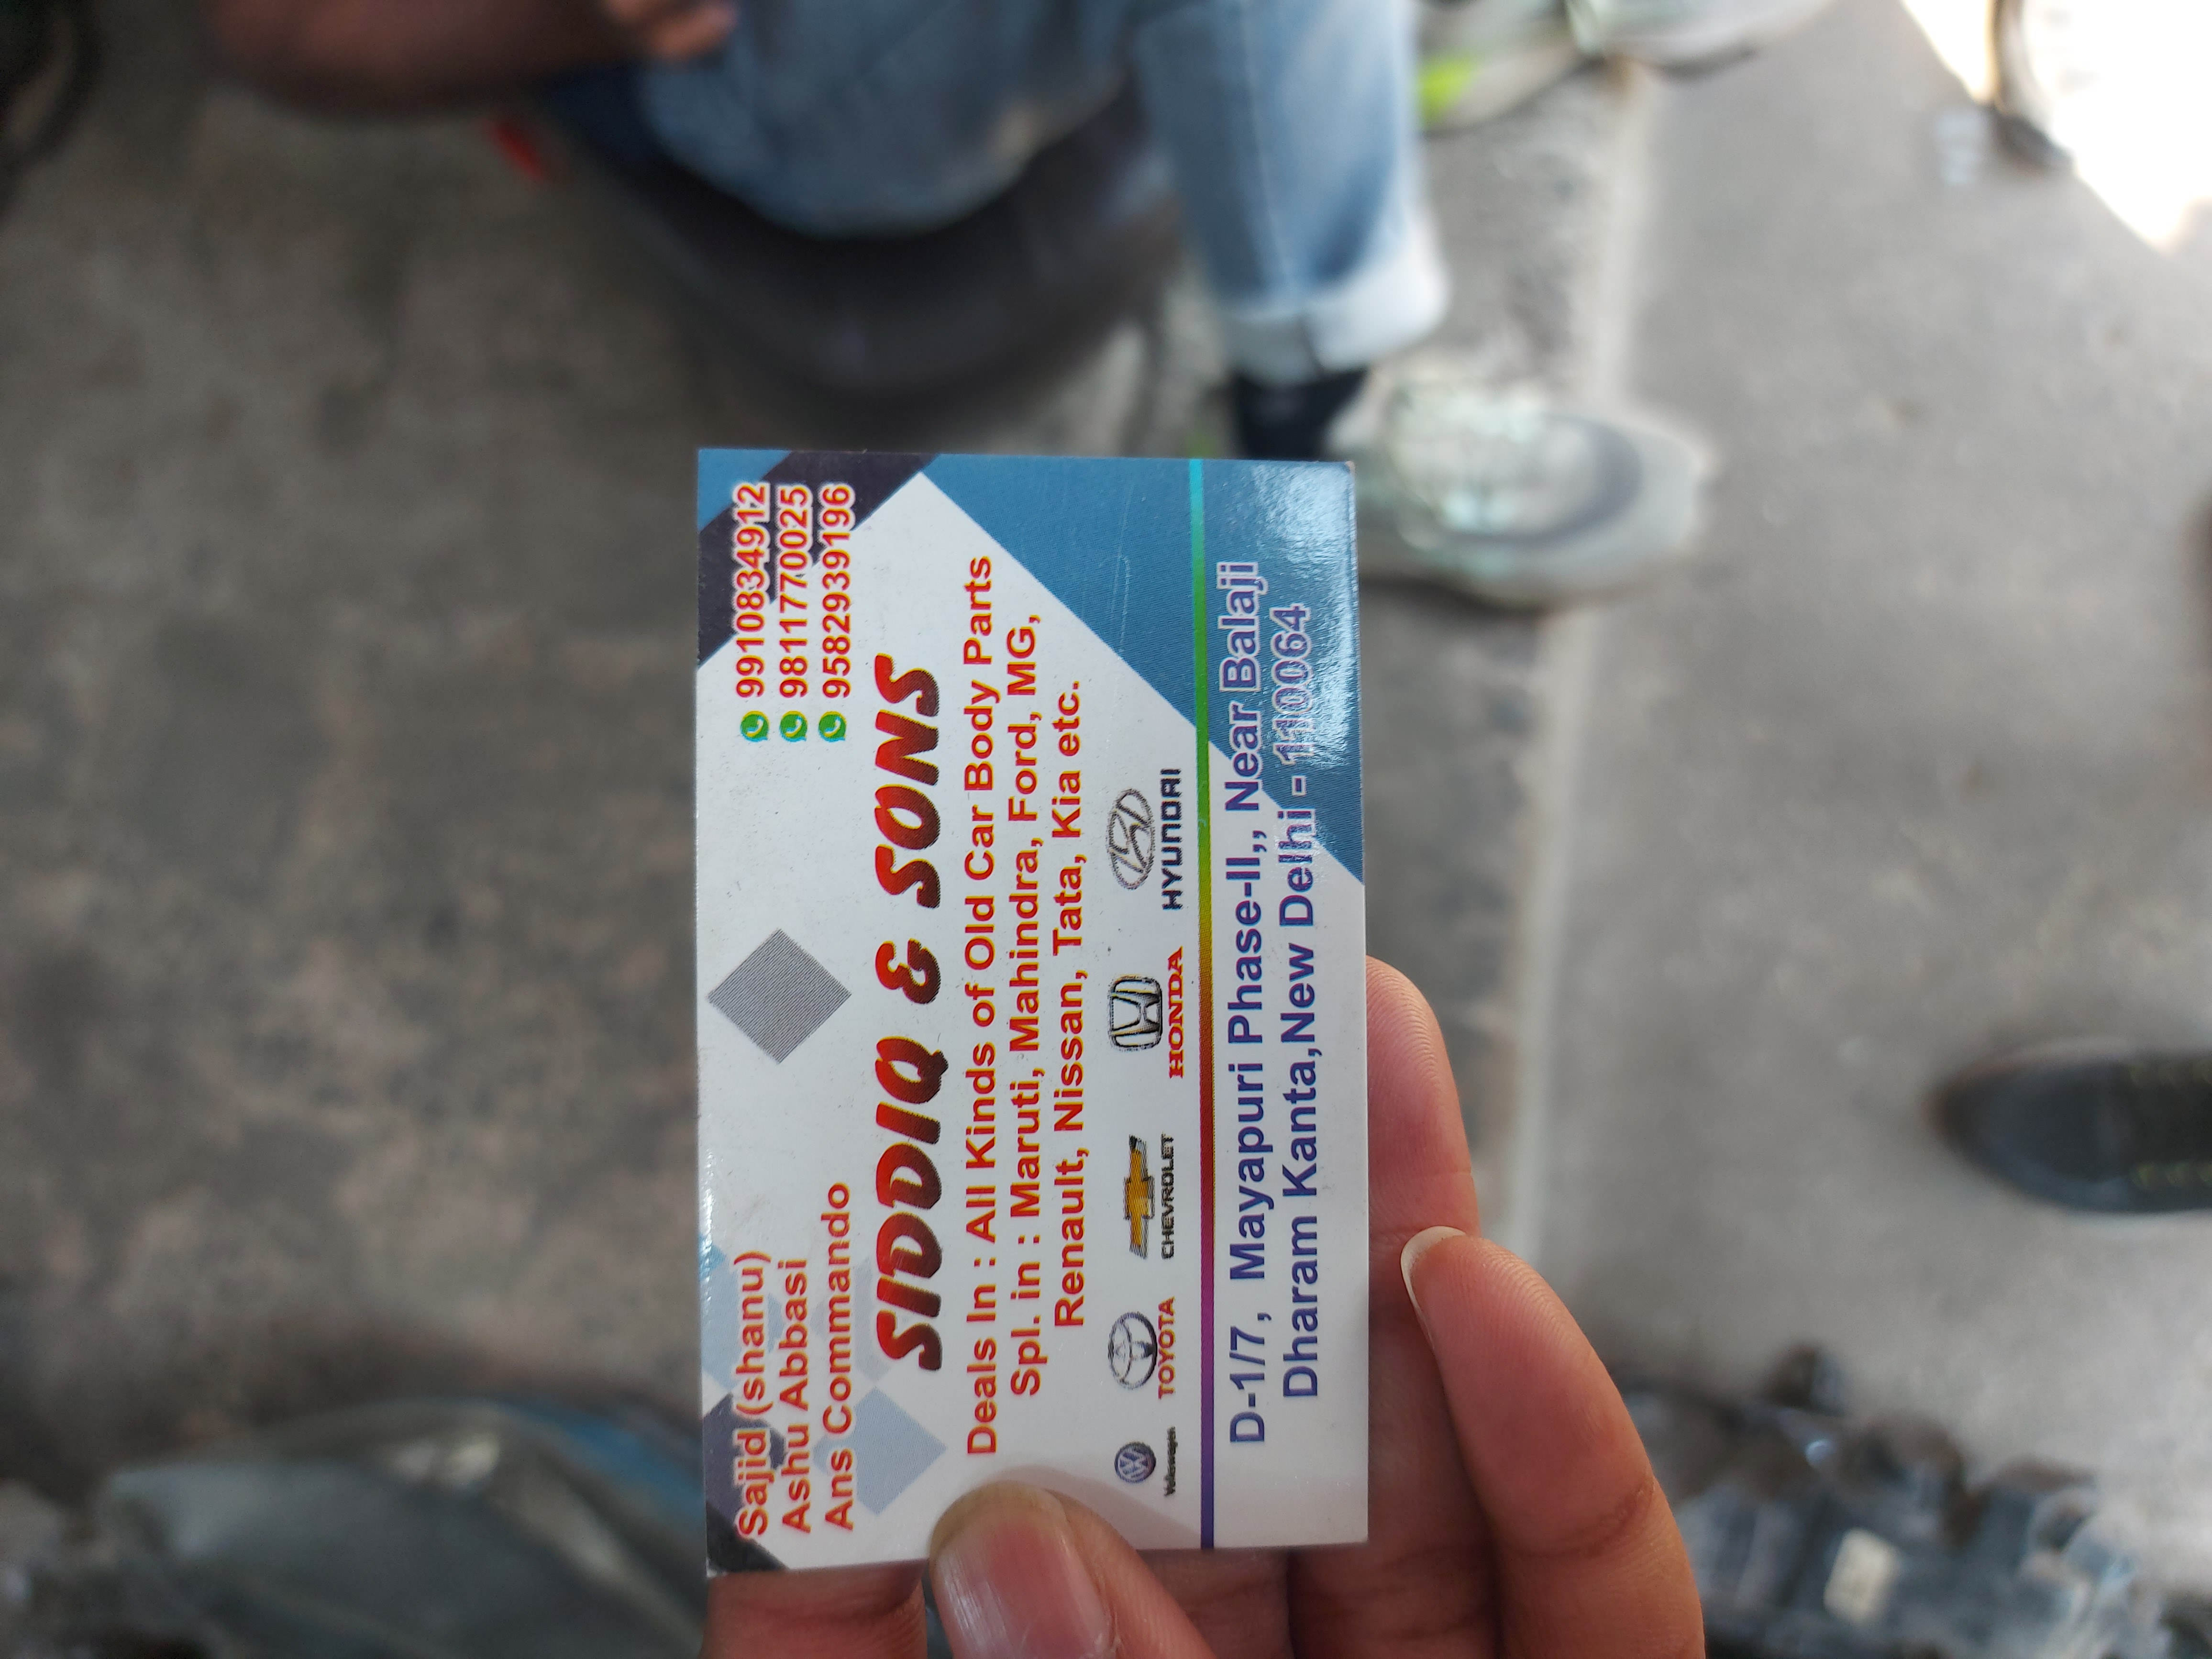 Sajid (shanu)
Ashu Abbasi
Ans Commando
9910834912
9811770025
9582939196
SIDDIQ & SONS
Deals In : All Kinds of Old Car Body Parts
Spl. in : Maruti, Mahindra, Ford, MG,
Renault, Nissan, Tata, Kia etc.
Volkswagen
TOYOTA
CHEVROLET
HONDA
HYUNDAI
D-1/7, Mayapuri Phase-II,, Near Balaji
Dharam Kanta,New Delhi - 110064